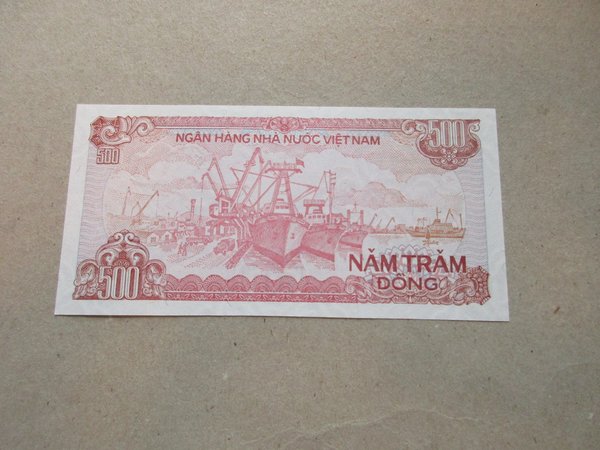 NGÂN HÀNG NHÀ NƯỚC VIỆT NAM
500
500
500
NĂM TRĂM
ĐỒNG